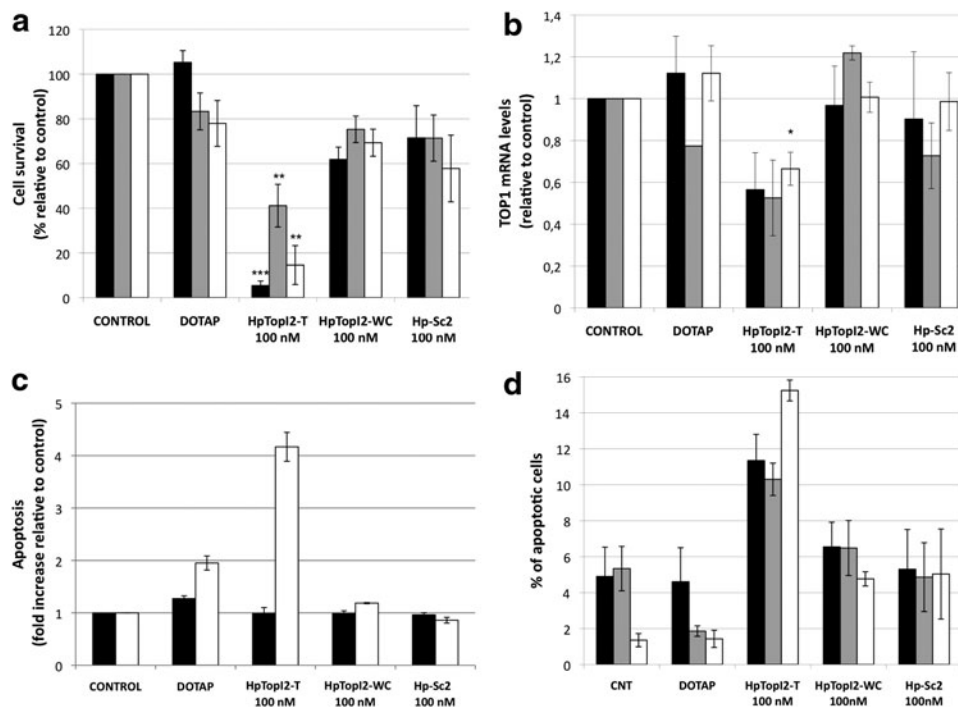 a
Cell survival
(% relative to control)
120
100
80
60
40
20
0
** 
***
**
CONTROL DOTAP HpTopI2-T HpTopI2-WC Hp-Sc2
100 nM 100 nM 100 nM
b
TOP1 mRNA levels
(relative to control)
1,4
1,2
1
0,8
0,6
0,4
0,2
0
*
CONTROL DOTAP HpTopI2-T HpTopI2-WC Hp-Sc2
100 nM 100 nM 100 nM
c
Apoptosis
(fold increase relative to control)
5
4
3
2
1
0
CONTROL DOTAP HpTopI2-T HpTopI2-WC Hp-Sc2
100 nM 100 nM 100 nM
d
% of apoptotic cells
16
14
12
10
8
6
4
2
0
CNT DOTAP HpTopI2-T HpTopI2-WC Hp-Sc2
100 nM 100nM 100nM